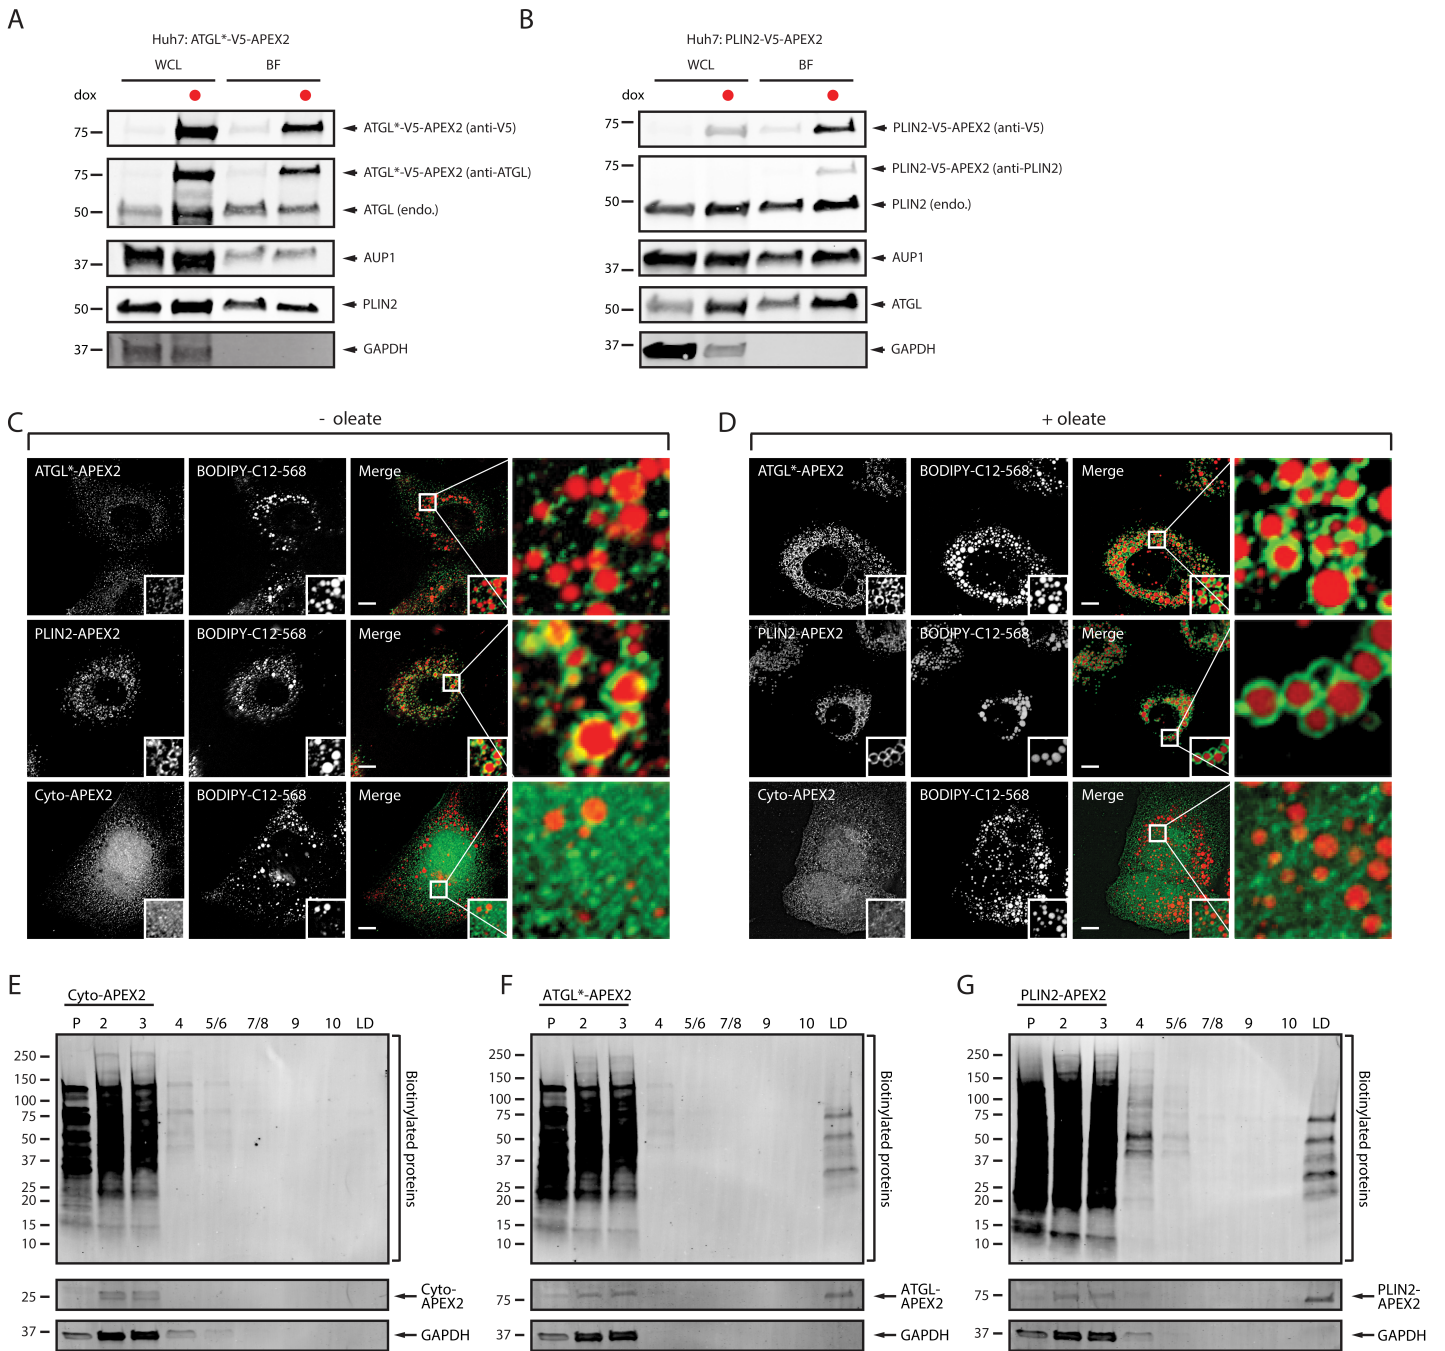 A
Huh7: ATGL*-V5-APEX2
WCL BF
dox
75 ATGL*-V5-APEX2 (anti-V5)
75 ATGL*-V5-APEX2 (anti-ATGL)
50 ATGL (endo.)
37 AUP1
50 PLIN2
37 GAPDH
B
Huh7: PLIN2-V5-APEX2
WCL BF
dox
75 PLIN2-V5-APEX2 (anti-V5)
75 PLIN2-V5-APEX2 (anti-PLIN2)
50 PLIN2 (endo.)
37 AUP1
50 ATGL
37 GAPDH
C
- oleate
ATGL*-APEX2 BODIPY-C12-568 Merge
PLIN2-APEX2 BODIPY-C12-568 Merge
Cyto-APEX2 BODIPY-C12-568 Merge
D
+ oleate
ATGL*-APEX2 BODIPY-C12-568 Merge
PLIN2-APEX2 BODIPY-C12-568 Merge
Cyto-APEX2 BODIPY-C12-568 Merge
E
Cyto-APEX2
P 2 3 4 5/6 7/8 9 10 LD
250
150
100
75
50
37
25
20
15
10
Biotinylated proteins
25 Cyto-
APEX2
37 GAPDH
F
ATGL*-APEX2
P 2 3 4 5/6 7/8 9 10 LD
250
150
100
75
50
37
25
20
15
10
Biotinylated proteins
75 ATGL-
APEX2
37 GAPDH
G
PLIN2-APEX2
P 2 3 4 5/6 7/8 9 10 LD
250
150
100
75
50
37
25
20
15
10
Biotinylated proteins
75 PLIN2-
APEX2
37 GAPDH